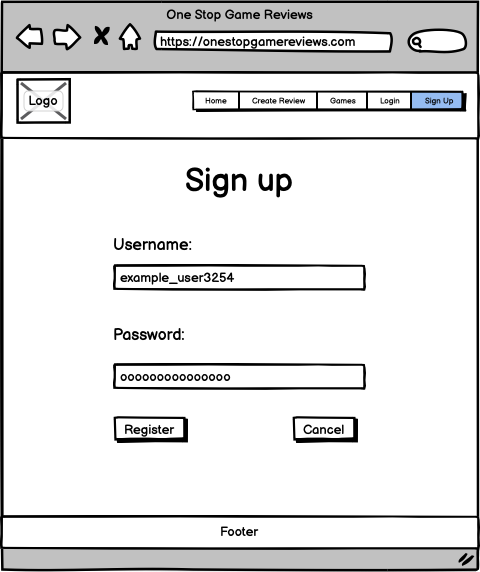 One Stop Game Reviews
https://onestopgamereviews.com
Logo
Home Create Review Games Login Sign Up
Sign up
Username:
example_user3254
Password:
ooooooooooooooo
Register Cancel
Footer